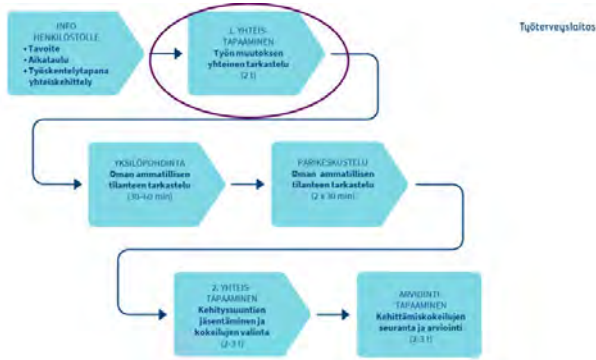 Työterveyslaitos
INFO
HENKILÖSTÖLLE
• Tavoite
• Aikataulu
• Työskentelytapana
yhteiskehittely
1. YHTEIS-
TAPAAMINEN
Työn muutoksen
yhteinen tarkastelu
(2 t)
YKSILÖPOHDINTA
Oman ammatillisen
tilanteen tarkastelu
(30-40 min)
PARIKESKUSTELU
Oman ammatillisen
tilanteen tarkastelu
(2 x 30 min)
2. YHTEIS-
TAPAAMINEN
Kehityssuuntien
jäsentäminen ja
kokeilujen valinta
(2-3 t)
ARVIOINTI-
TAPAAMINEN
Kehittämiskokeilujen
seuranta ja arviointi
(2-3 t)